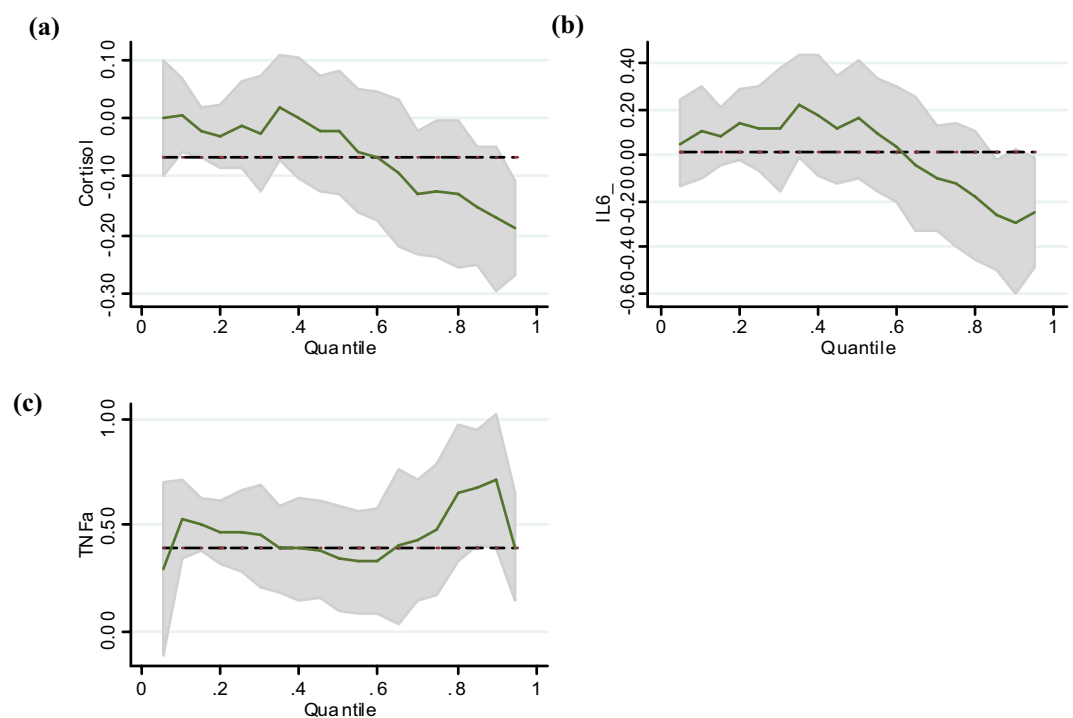 (a)
Cortisol
0.10
0.00
-0.10
-0.20
-0.30
0 .2 .4 .6 .8 1
Quantile
(b)
IL6_
0.40
0.20
0.00
-0.20
-0.40
-0.60
0 .2 .4 .6 .8 1
Quantile
(c)
TNFa
1.00
0.50
0.00
0 .2 .4 .6 .8 1
Quantile